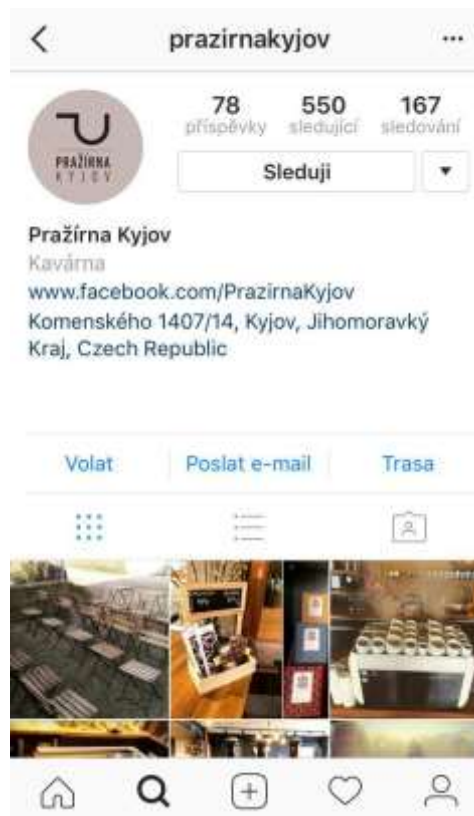 prazirnakyjov
78 550 167
příspěvky sledující sledování
PRAŽÍRNA
KYJOV
Sleduji
Pražírna Kyjov
Kavárna
www.facebook.com/PrazirnaKyjov
Komenského 1407/14, Kyjov, Jihomoravký
Kraj, Czech Republic
Volat Poslat e-mail Trasa